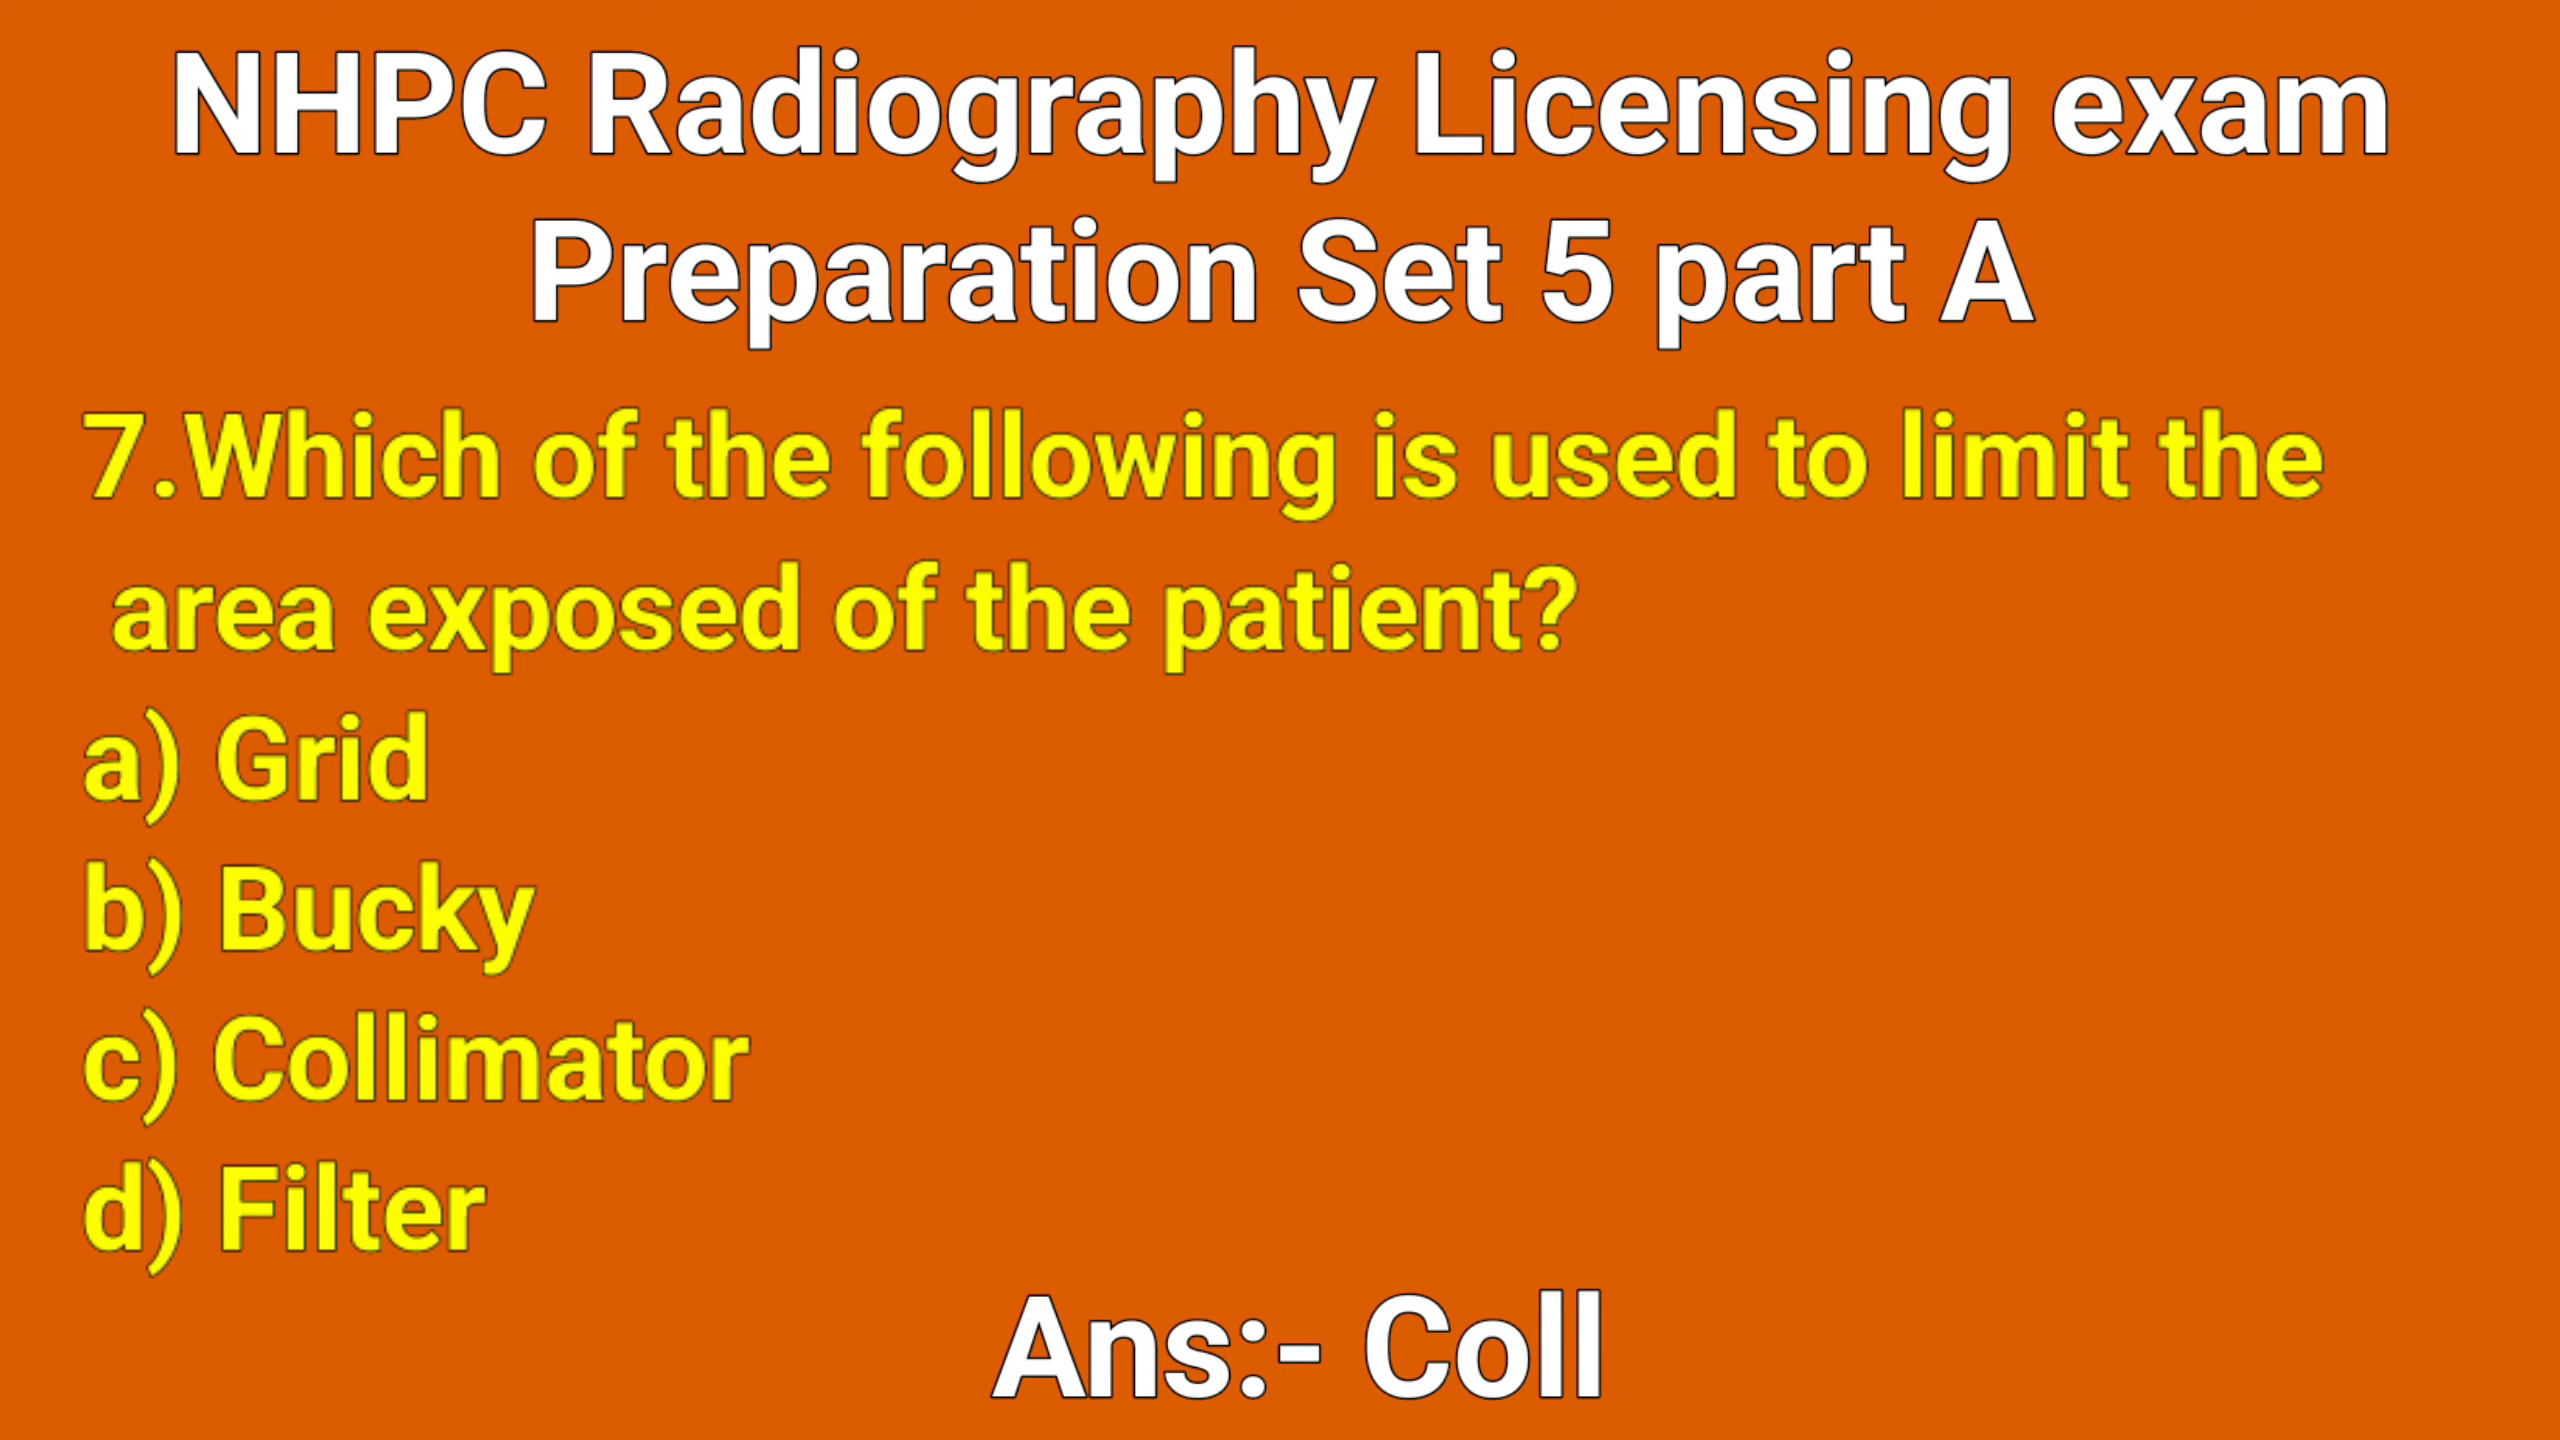 NHPC Radiography Licensing exam
Preparation Set 5 part A
7.Which of the following is used to limit the
area exposed of the patient?
a) Grid
b) Bucky
c) Collimator
d) Filter
Ans:- Coll